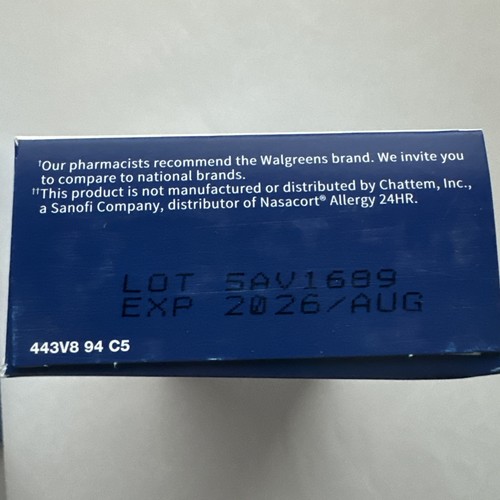 †Our pharmacists recommend the Walgreens brand. We invite you
to compare to national brands.
††This product is not manufactured or distributed by Chattem, Inc.,
a Sanofi Company, distributor of Nasacort® Allergy 24HR.
LOT 5AV1689
EXP 2026/AUG
443V8 94 C5